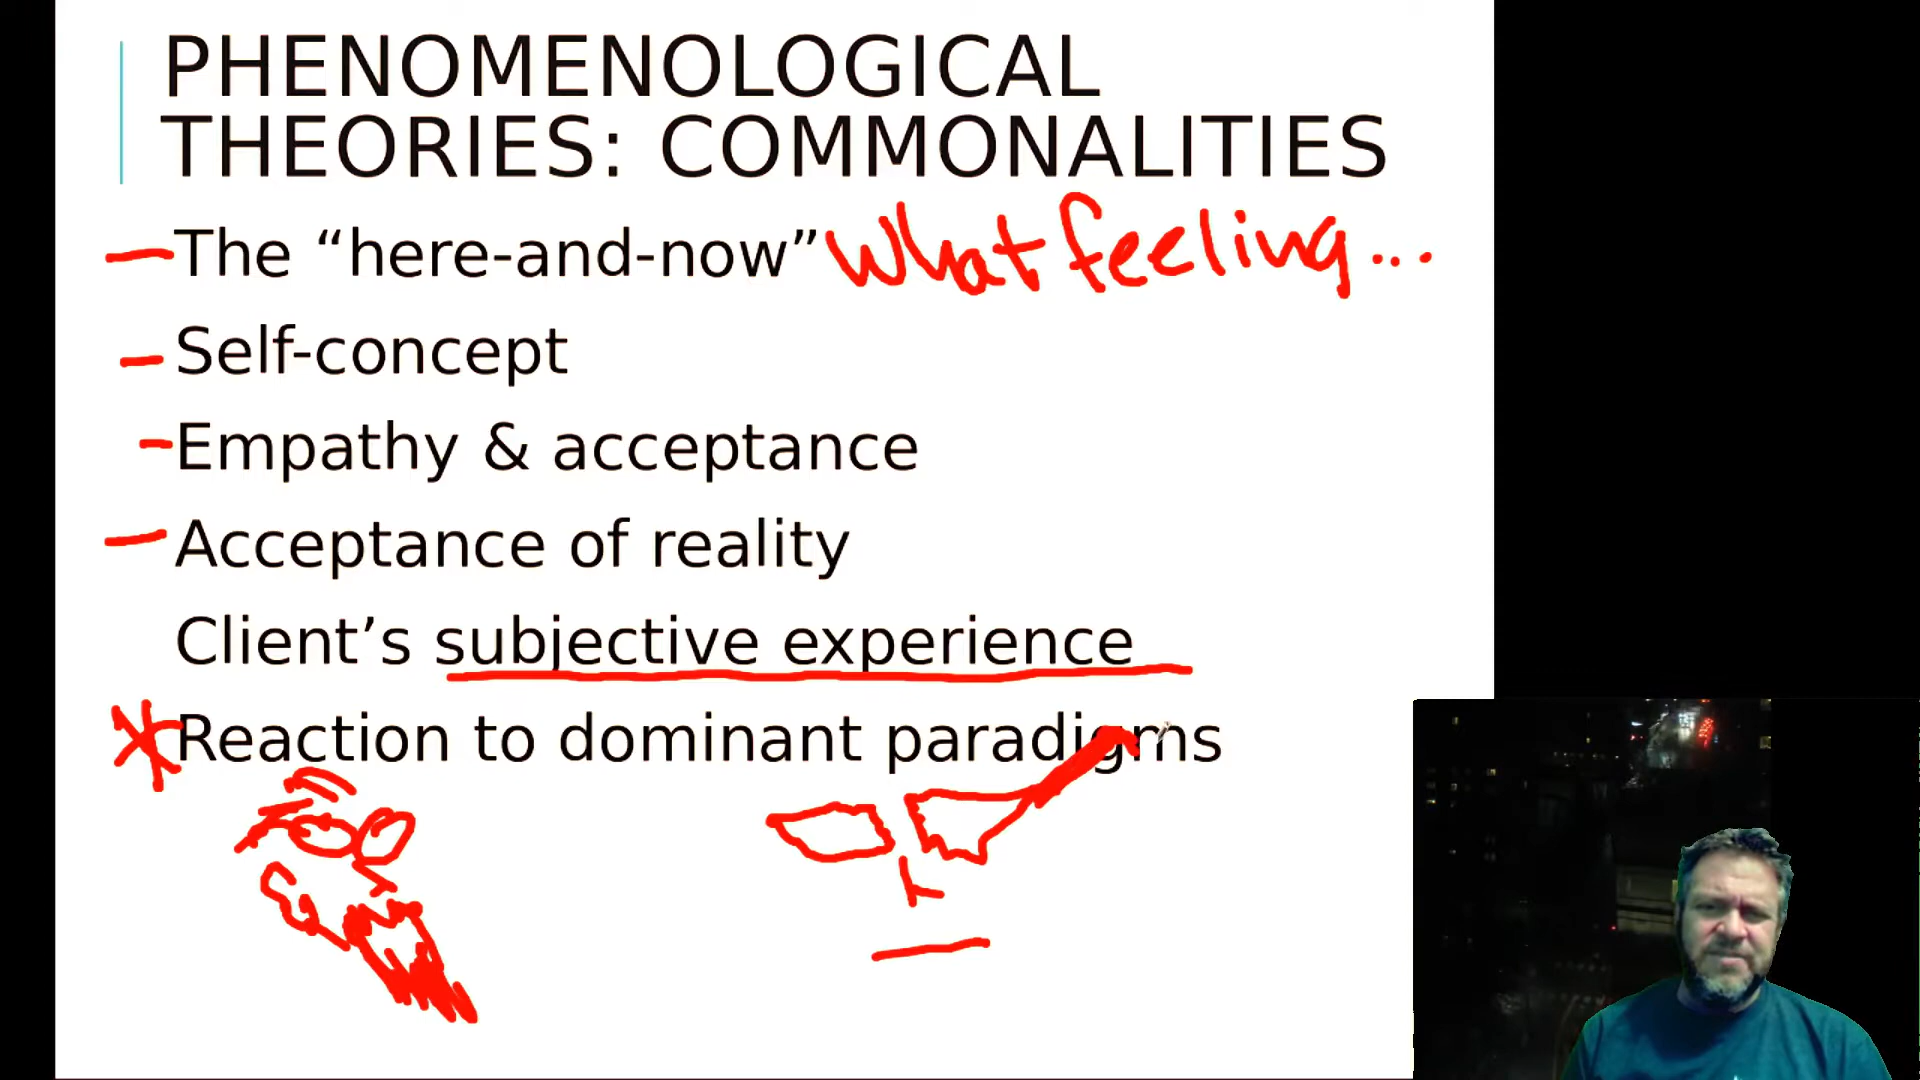 PHENOMENOLOGICAL
THEORIES: COMMONALITIES
The “here-and-now” What feeling...
Self-concept
Empathy & acceptance
Acceptance of reality
Client’s subjective experience
Reaction to dominant paradigms